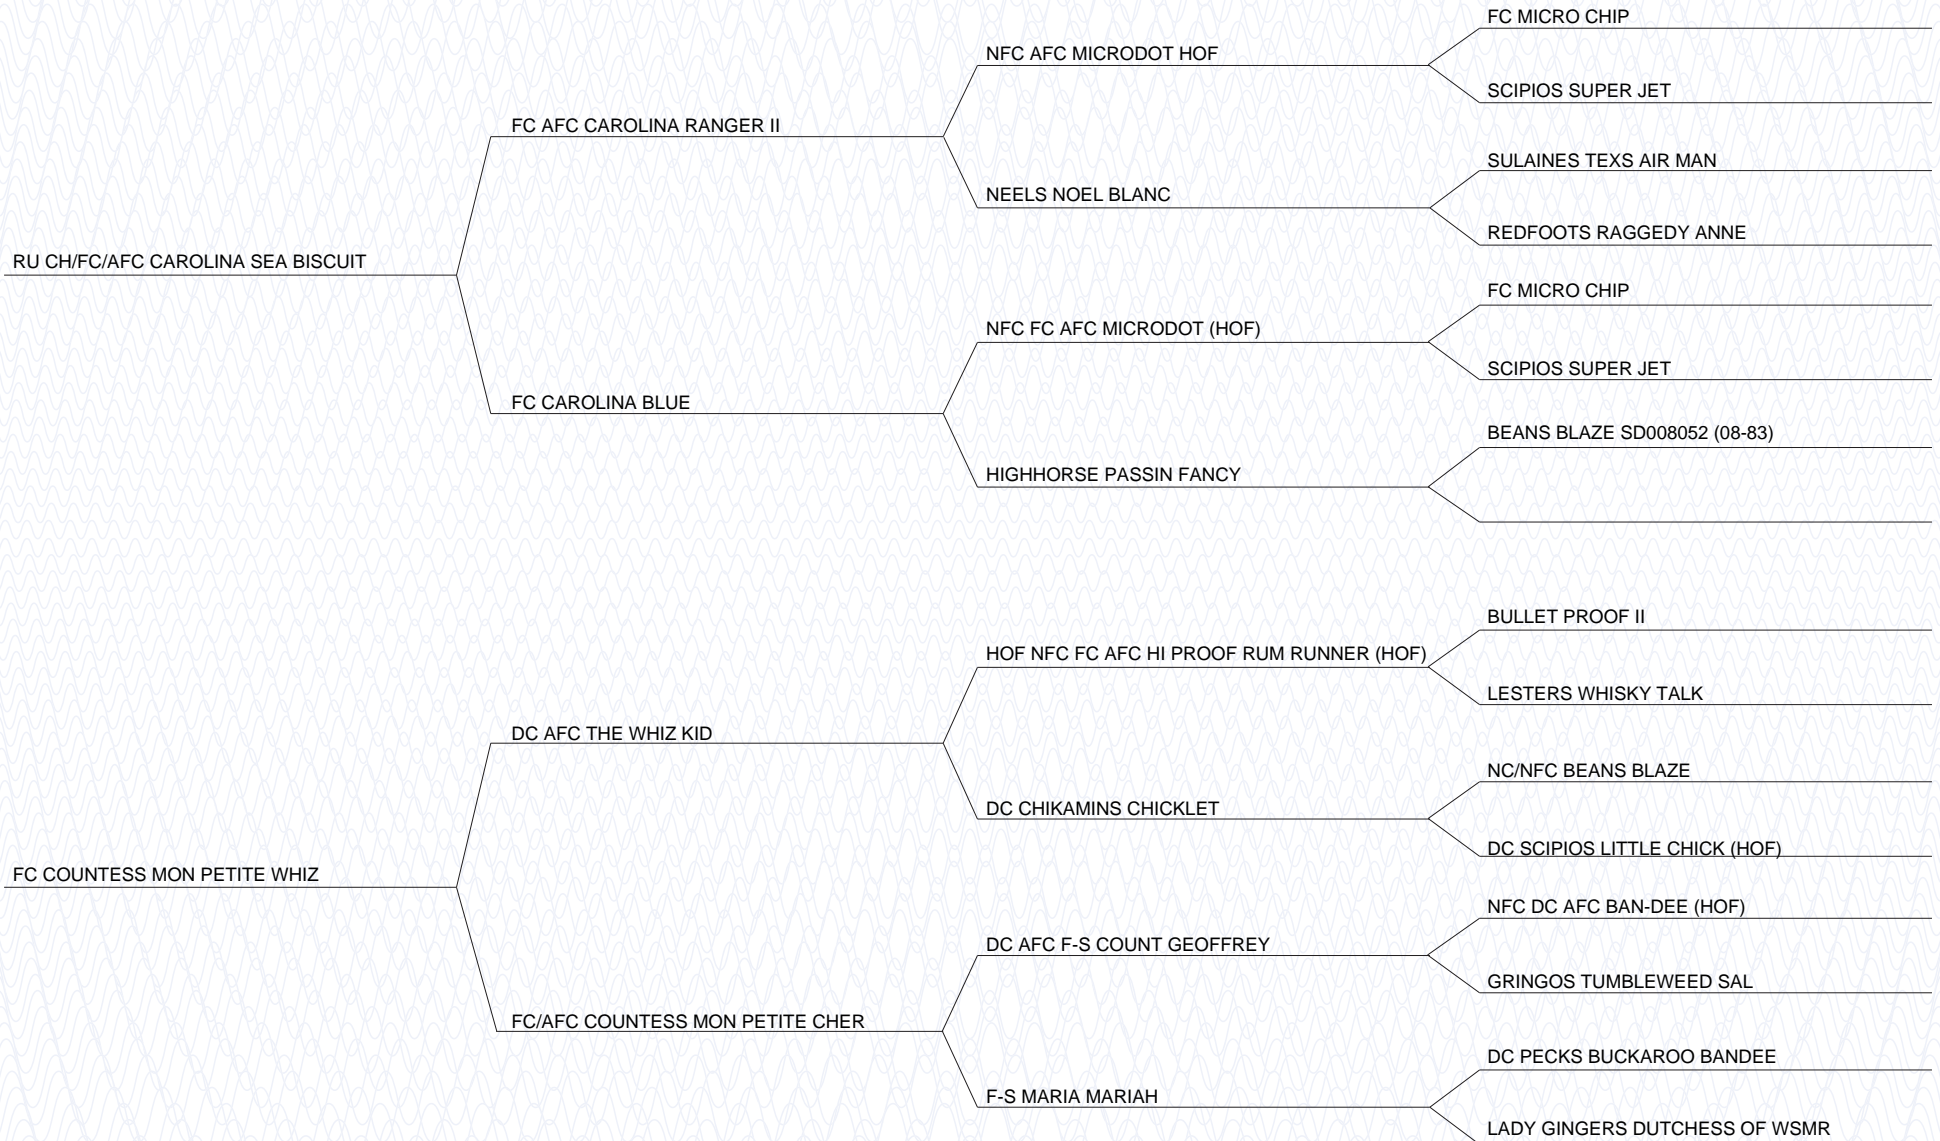 FC MICRO CHIP
NFC AFC MICRODOT HOF
SCIPIOS SUPER JET
FC AFC CAROLINA RANGER II
SULAINES TEXS AIR MAN
NEELS NOEL BLANC
REDFOOTS RAGGEDY ANNE
RU CH/FC/AFC CAROLINA SEA BISCUIT
FC MICRO CHIP
NFC FC AFC MICRODOT (HOF)
SCIPIOS SUPER JET
FC CAROLINA BLUE
BEANS BLAZE SD008052 (08-83)
HIGHHORSE PASSIN FANCY
BULLET PROOF II
HOF NFC FC AFC HI PROOF RUM RUNNER (HOF)
LESTERS WHISKY TALK
DC AFC THE WHIZ KID
NC/NFC BEANS BLAZE
DC CHIKAMINS CHICKLET
DC SCIPIOS LITTLE CHICK (HOF)
FC COUNTESS MON PETITE WHIZ
NFC DC AFC BAN-DEE (HOF)
DC AFC F-S COUNT GEOFFREY
GRINGOS TUMBLEWEED SAL
FC/AFC COUNTESS MON PETITE CHER
DC PECKS BUCKAROO BANDEE
F-S MARIA MARIAH
LADY GINGERS DUTCHESS OF WSMR